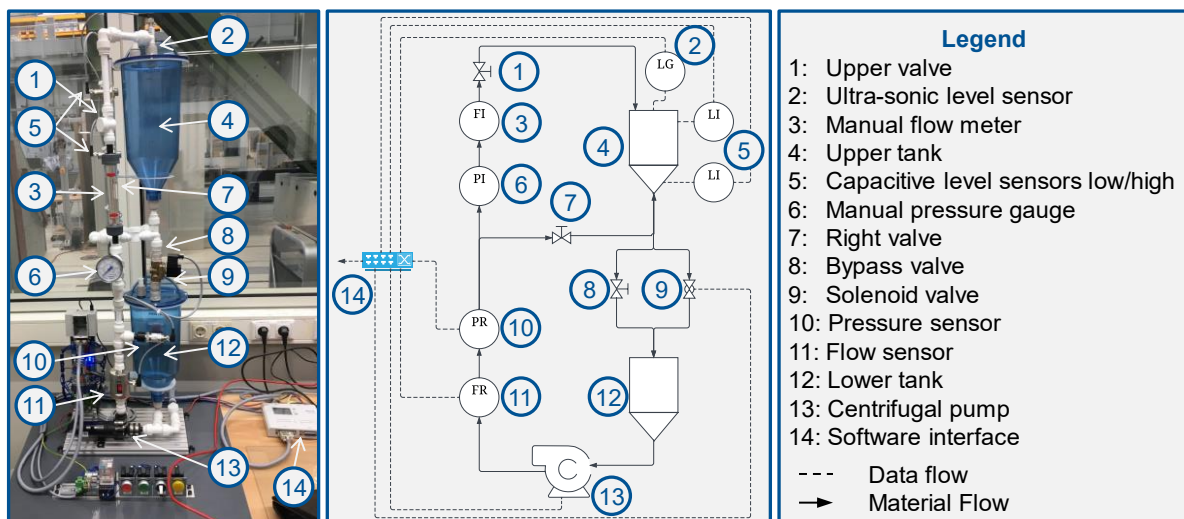 1
2
3
4
5
6
7
8
9
10
11
12
13
14
LG
2
1
FI
3
4
LI
5
PI
6
LI
7
14
8
9
PR
10
FR
11
12
C
13
Legend
1: Upper valve
2: Ultra-sonic level sensor
3: Manual flow meter
4: Upper tank
5: Capacitive level sensors low/high
6: Manual pressure gauge
7: Right valve
8: Bypass valve
9: Solenoid valve
10: Pressure sensor
11: Flow sensor
12: Lower tank
13: Centrifugal pump
14: Software interface
Data flow
Material Flow